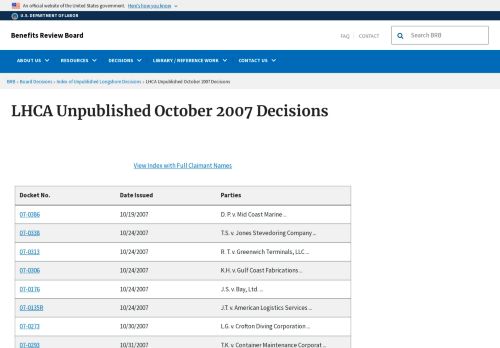 An official website of the United States government. Here's how you know
U.S. DEPARTMENT OF LABOR
Benefits Review Board
FAQ CONTACT
Search BRB
ABOUT US RESOURCES DECISIONS LIBRARY / REFERENCE WORK CONTACT US
BRB › Board Decisions › Index of Unpublished Longshore Decisions › LHCA Unpublished October 2007 Decisions
LHCA Unpublished October 2007 Decisions
View Index with Full Claimant Names
Docket No. Date Issued Parties
07-0386 10/19/2007 D. P. v. Mid Coast Marine ...
07-0338 10/24/2007 T.S. v. Jones Stevedoring Company ...
07-0313 10/24/2007 R. T. v. Greenwich Terminals, LLC ...
07-0306 10/24/2007 K.H. v. Gulf Coast Fabrications ...
07-0176 10/24/2007 J.S. v. Bay, Ltd. ...
07-0135R 10/24/2007 J.T. v. American Logistics Services ...
07-0273 10/30/2007 L.G. v. Crofton Diving Corporation ...
07-0293 10/31/2007 T.K. v. Container Maintenance Corporat ...